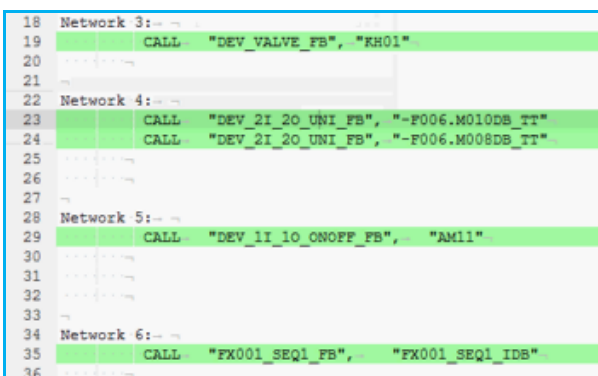 18 Network 3:
19 CALL "DEV_VALVE_FB", "KH01"
20
21
22 Network 4:
23 CALL "DEV_2I_2O_UNI_FB", "-F006.M010DB_TT"
24 CALL "DEV_2I_2O_UNI_FB", "-F006.M008DB_TT"
25
26
27
28 Network 5:
29 CALL "DEV_1I_1O_ONOFF_FB", "AM11"
30
31
32
33
34 Network 6:
35 CALL "FX001_SEQ1_FB", "FX001_SEQ1_IDB"
36